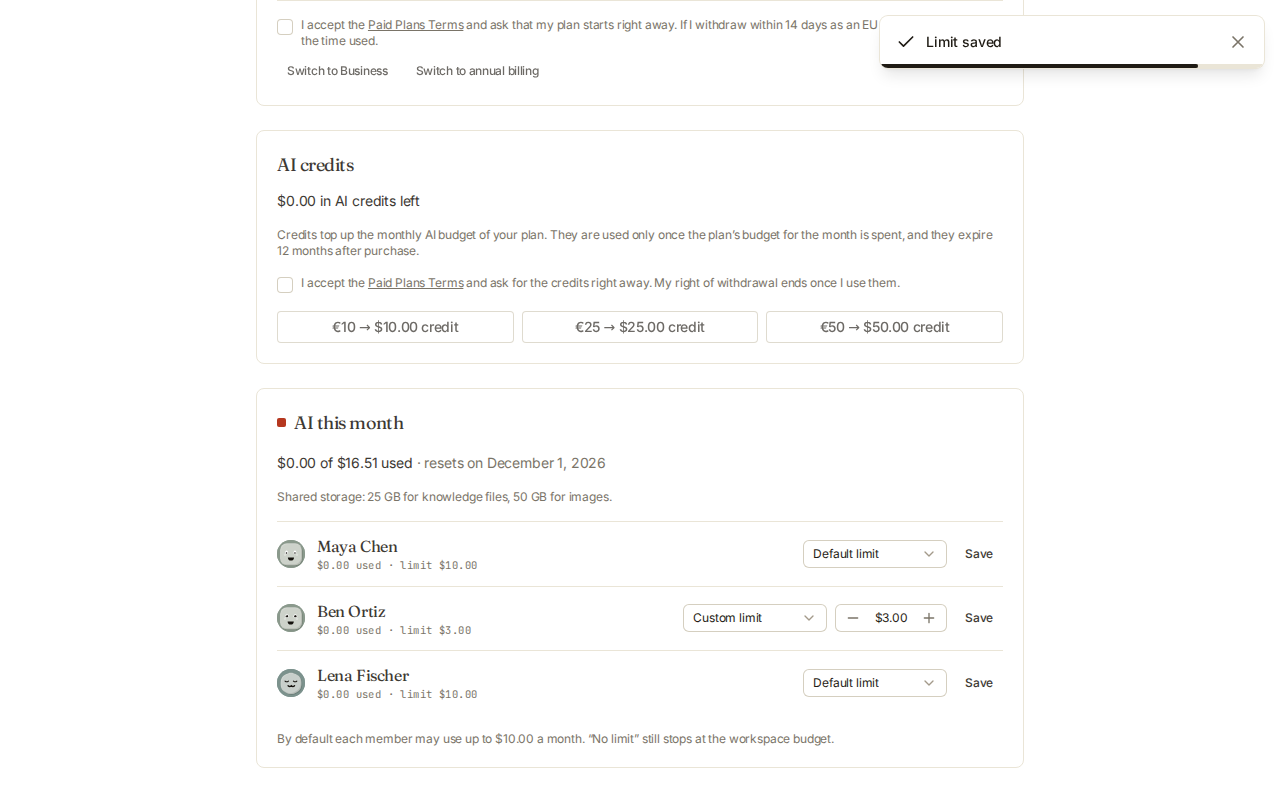 I accept the Paid Plans Terms and ask that my plan starts right away. If I withdraw within 14 days as an EU
the time used.
Limit saved
Switch to Business
Switch to annual billing
AI credits
$0.00 in AI credits left
Credits top up the monthly AI budget of your plan. They are used only once the plan's budget for the month is spent, and they expire
12 months after purchase.
I accept the Paid Plans Terms and ask for the credits right away. My right of withdrawal ends once I use them.
€10 → $10.00 credit
€25 → $25.00 credit
€50 → $50.00 credit
AI this month
$0.00 of $16.51 used · resets on December 1, 2026
Shared storage: 25 GB for knowledge files, 50 GB for images.
Maya Chen
$0.00 used · limit $10.00
Default limit
Save
Ben Ortiz
$0.00 used · limit $3.00
Custom limit
$3.00
Save
Lena Fischer
$0.00 used · limit $10.00
Default limit
Save
By default each member may use up to $10.00 a month. “No limit” still stops at the workspace budget.